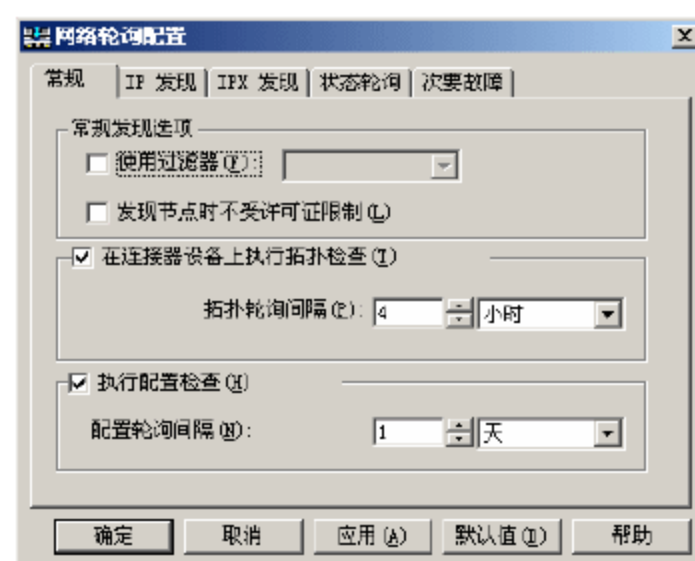 网络轮询配置
常规 IP 发现 IPX 发现 状态轮询 次要故障
常规发现选项
使用过滤器(F):
发现节点时不受许可证限制(L)
在连接器设备上执行拓扑检查(T)
拓扑轮询间隔(P): 4 小时
执行配置检查(H)
配置轮询间隔(N): 1 天
确定 取消 应用(A) 默认值(D) 帮助